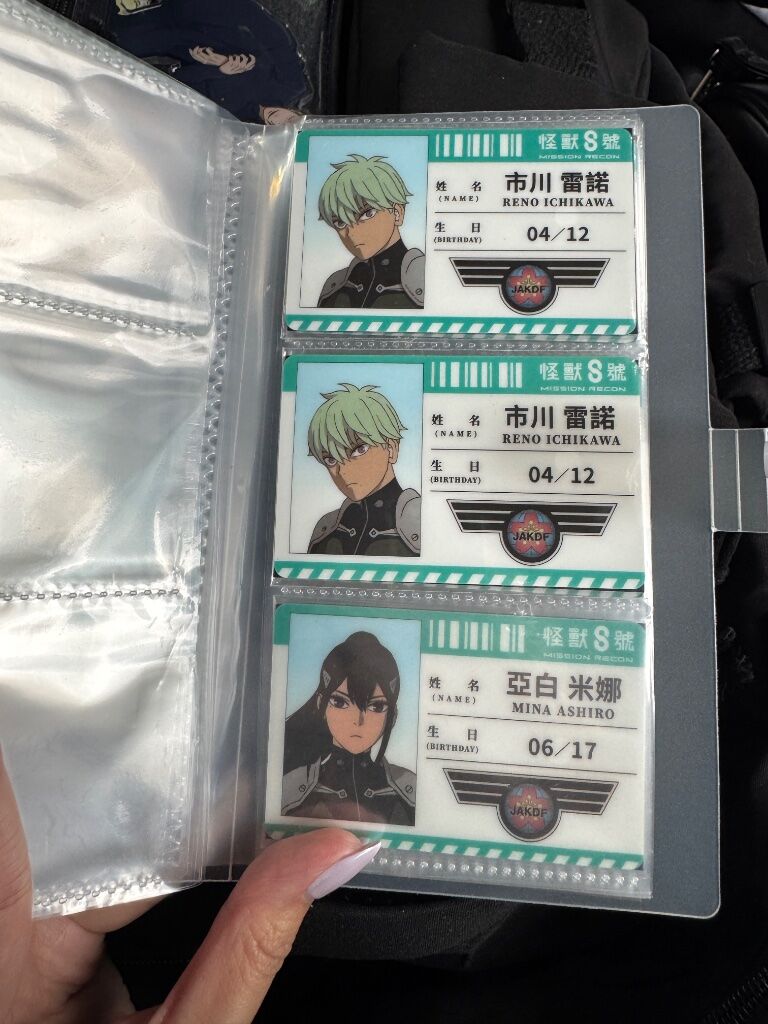 怪獸8號
MISSION RECON
姓 名 市川 雷諾
(NAME) RENO ICHIKAWA
生 日 04/12
(BIRTHDAY)
JAKDF
怪獸8號
MISSION RECON
姓 名 市川 雷諾
(NAME) RENO ICHIKAWA
生 日 04/12
(BIRTHDAY)
JAKDF
怪獸8號
MISSION RECON
姓 名 亞白 米娜
(NAME) MINA ASHIRO
生 日 06/17
(BIRTHDAY)
JAKDF